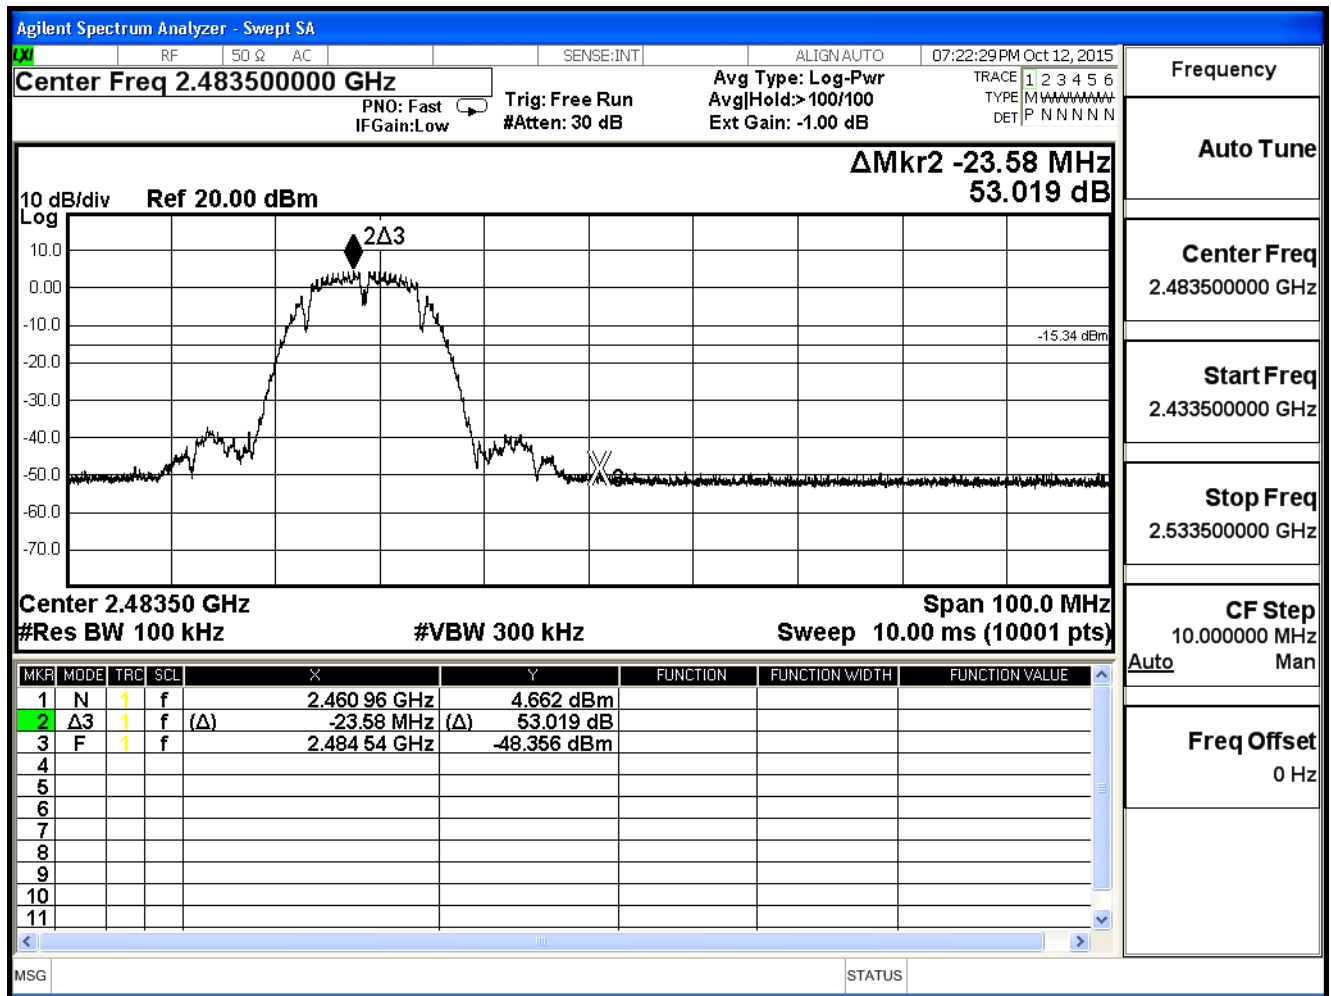 Agilent Spectrum Analyzer - Swept SA
LXI RF 50 Ω AC SENSE:INT ALIGN AUTO 07:22:29 PM Oct 12, 2015
Center Freq 2.483500000 GHz
PNO: Fast
IFGain:Low
Trig: Free Run
#Atten: 30 dB
Avg Type: Log-Pwr
Avg|Hold:> 100/100
Ext Gain: -1.00 dB
TRACE 1 2 3 4 5 6
TYPE M WWWWW
DET P N N N N N
ΔMkr2 -23.58 MHz
53.019 dB
10 dB/div Ref 20.00 dBm
Log
2Δ3
10.0
0.00
-10.0
-15.34 dBm
-20.0
-30.0
-40.0
-50.0
-60.0
-70.0
X
Center 2.48350 GHz Span 100.0 MHz
#Res BW 100 kHz #VBW 300 kHz Sweep 10.00 ms (10001 pts)
MKR MODE TRC SCL X Y FUNCTION FUNCTION WIDTH FUNCTION VALUE
1 N 1 f 2.460 96 GHz 4.662 dBm
2 Δ3 1 f (Δ) -23.58 MHz (Δ) 53.019 dB
3 F 1 f 2.484 54 GHz -48.356 dBm
4
5
6
7
8
9
10
11
MSG STATUS
Frequency
Auto Tune
Center Freq
2.483500000 GHz
Start Freq
2.433500000 GHz
Stop Freq
2.533500000 GHz
CF Step
10.000000 MHz
Auto Man
Freq Offset
0 Hz